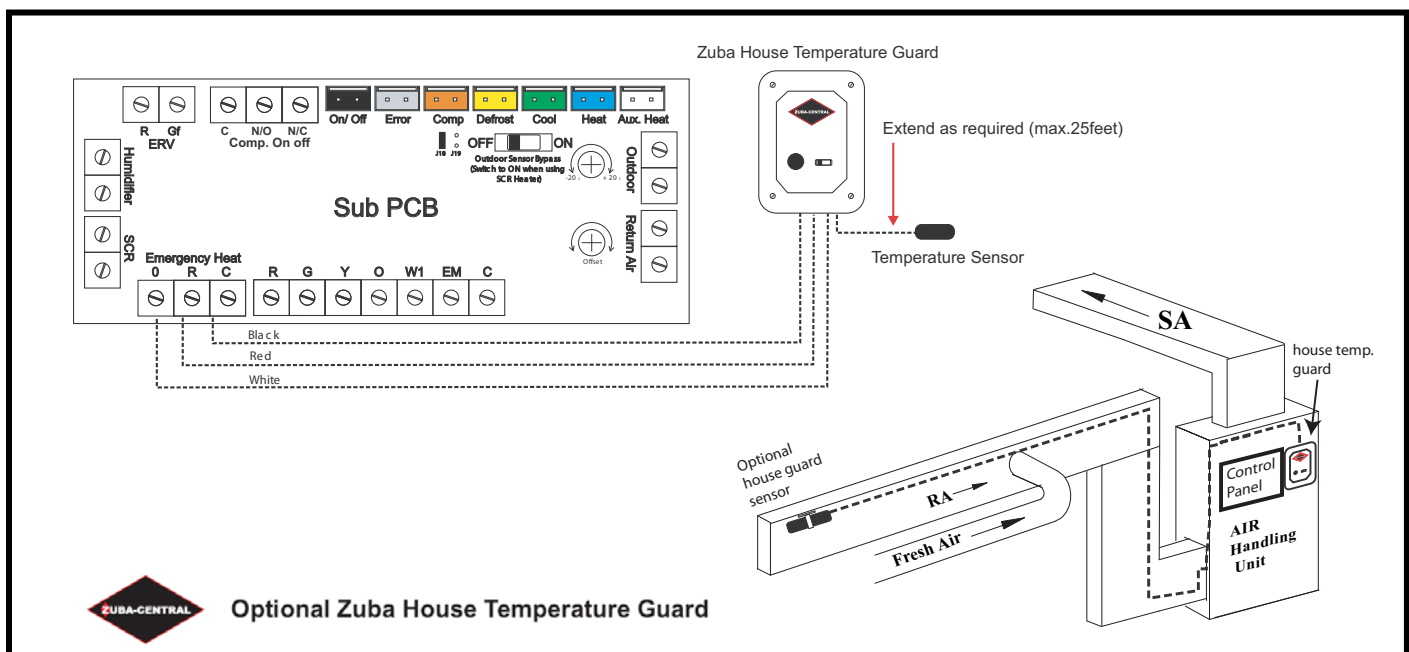 Zuba House Temperature Guard
ZUBA-CENTRAL
Extend as required (max.25feet)
Temperature Sensor
R Gf
ERV
C N/O N/C
Comp. On off
On/ Off Error Comp Defrost Cool Heat Aux. Heat
J18 J19
OFF ON
Outdoor Sensor Bypass
(Switch to ON when using
SCR Heater)
-20 +20
Humidifier
SCR
Outdoor
Return Air
Sub PCB
Offset
Emergency Heat
0 R C R G Y O W1 EM C
Black
Red
White
SA
house temp.
guard
Optional
house guard
sensor
RA
Fresh Air
Control
Panel
AIR
Handling
Unit
ZUBA-CENTRAL
Optional Zuba House Temperature Guard